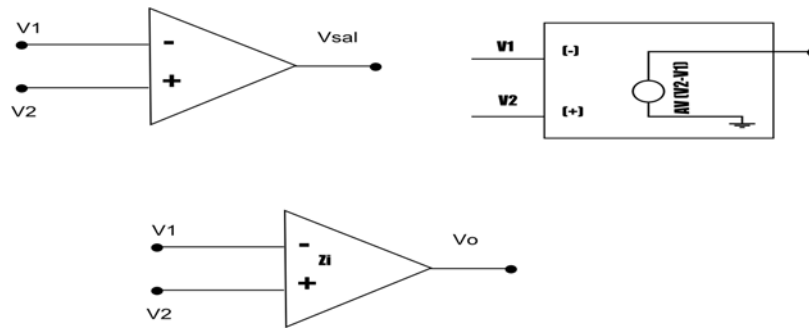 V1
-
Vsal
+
V2
V1
(-)
V2
(+)
AV (V2-V1)
V1
-
Vo
Zi
+
V2